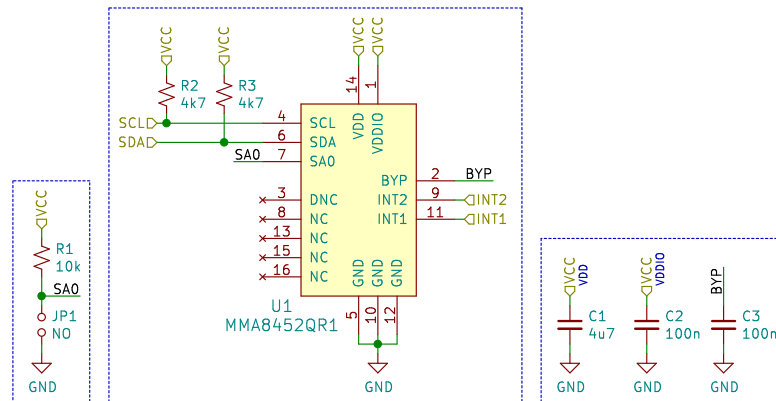 VCC
VCC
VCC
VCC
R2
4k7
R3
4k7
14
1
VDD
VDDIO
SCL
4
SCL
SDA
6
SDA
SA0
7
SA0
3
DNC
8
NC
13
NC
15
NC
16
NC
BYP
2
BYP
INT2
9
INT2
INT1
11
INT1
GND
GND
GND
5
10
12
U1
MMA8452QR1
GND
VCC
R1
10k
SA0
JP1
NO
GND
VCC
VDD
C1
4u7
GND
VCC
VDDIO
C2
100n
GND
BYP
C3
100n
GND